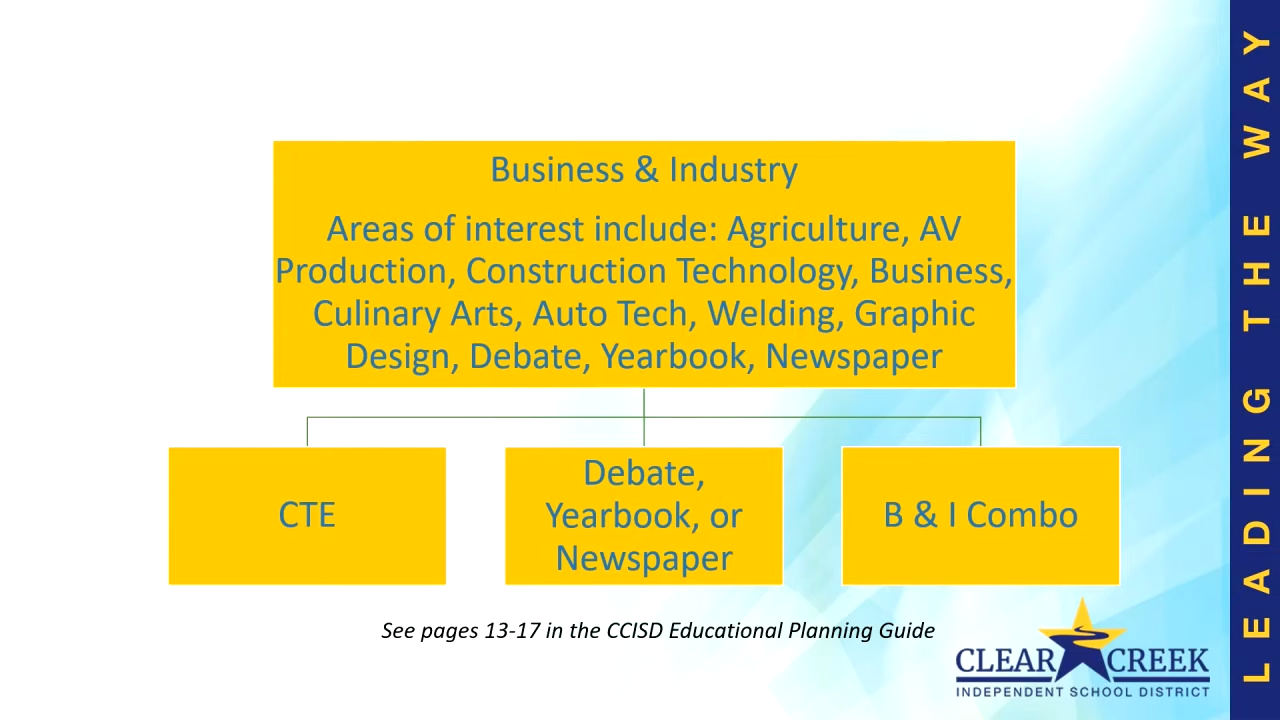 Business & Industry
Areas of interest include: Agriculture, AV
Production, Construction Technology, Business,
Culinary Arts, Auto Tech, Welding, Graphic
Design, Debate, Yearbook, Newspaper
CTE
Debate,
Yearbook, or
Newspaper
B & I Combo
See pages 13-17 in the CCISD Educational Planning Guide
CLEAR CREEK
INDEPENDENT SCHOOL DISTRICT
LEADING THE WAY